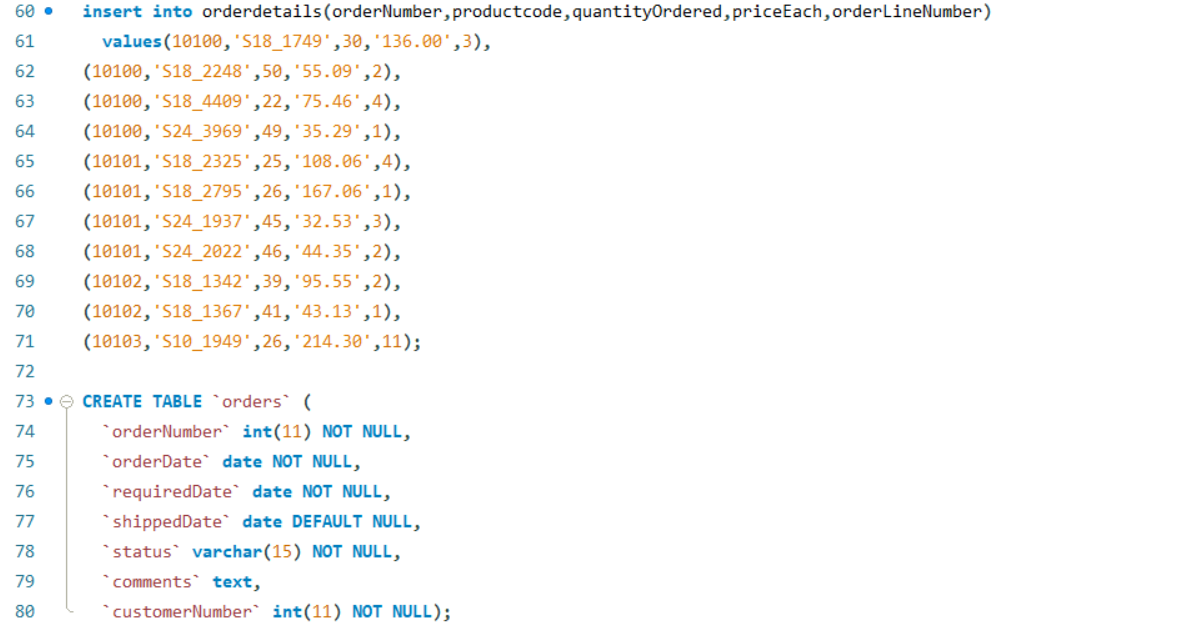 60 insert into orderdetails(orderNumber,productcode,quantityOrdered,priceEach,orderLineNumber)
61 values(10100,'S18_1749',30,'136.00',3),
62 (10100,'S18_2248',50,'55.09',2),
63 (10100,'S18_4409',22,'75.46',4),
64 (10100,'S24_3969',49,'35.29',1),
65 (10101,'S18_2325',25,'108.06',4),
66 (10101,'S18_2795',26,'167.06',1),
67 (10101,'S24_1937',45,'32.53',3),
68 (10101,'S24_2022',46,'44.35',2),
69 (10102,'S18_1342',39,'95.55',2),
70 (10102,'S18_1367',41,'43.13',1),
71 (10103,'S10_1949',26,'214.30',11);
72
73 CREATE TABLE `orders` (
74 `orderNumber` int(11) NOT NULL,
75 `orderDate` date NOT NULL,
76 `requiredDate` date NOT NULL,
77 `shippedDate` date DEFAULT NULL,
78 `status` varchar(15) NOT NULL,
79 `comments` text,
80 `customerNumber` int(11) NOT NULL);